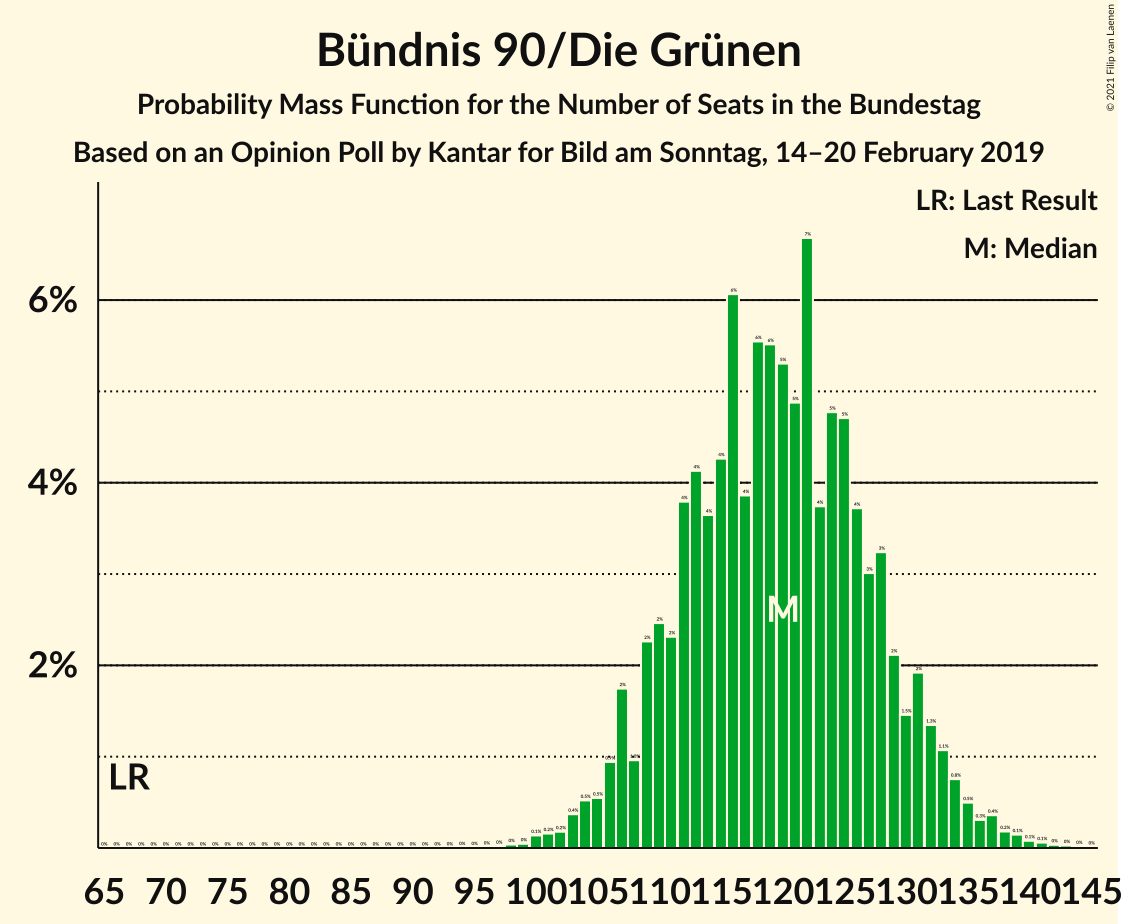 Bündnis 90/Die Grünen
Probability Mass Function for the Number of Seats in the Bundestag
Based on an Opinion Poll by Kantar for Bild am Sonntag, 14–20 February 2019
© 2021 Filip van Laenen
LR: Last Result
M: Median
6%
4%
2%
LR
M
65 70 75 80 85 90 95 100 105 110 115 120 125 130 135 140 145